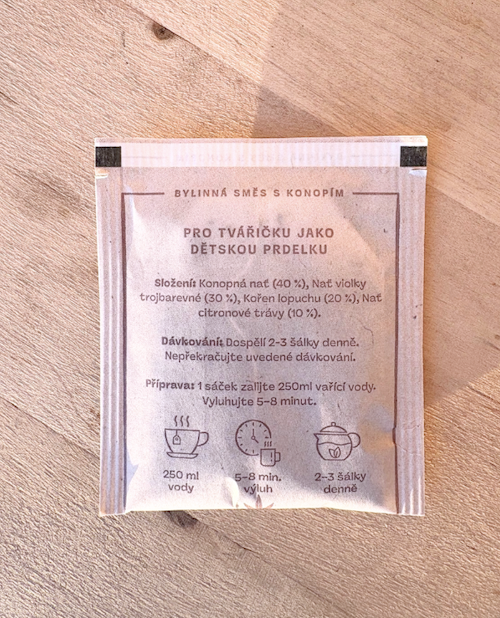 BYLINNÁ SMĚS S KONOPÍM
PRO TVÁŘIČKU JAKO
DĚTSKOU PRDELKU
Složení: Konopná nať (40 %), Nať violky
trojbarevné (30 %), Kořen lopuchu (20 %), Nať
citronové trávy (10 %).
Dávkování: Dospělí 2-3 šálky denně.
Nepřekračujte uvedené dávkování.
Příprava: 1 sáček zalijte 250ml vařící vody.
Vyluhujte 5-8 minut.
250 ml
vody
5-8 min.
výluh
2-3 šálky
denně